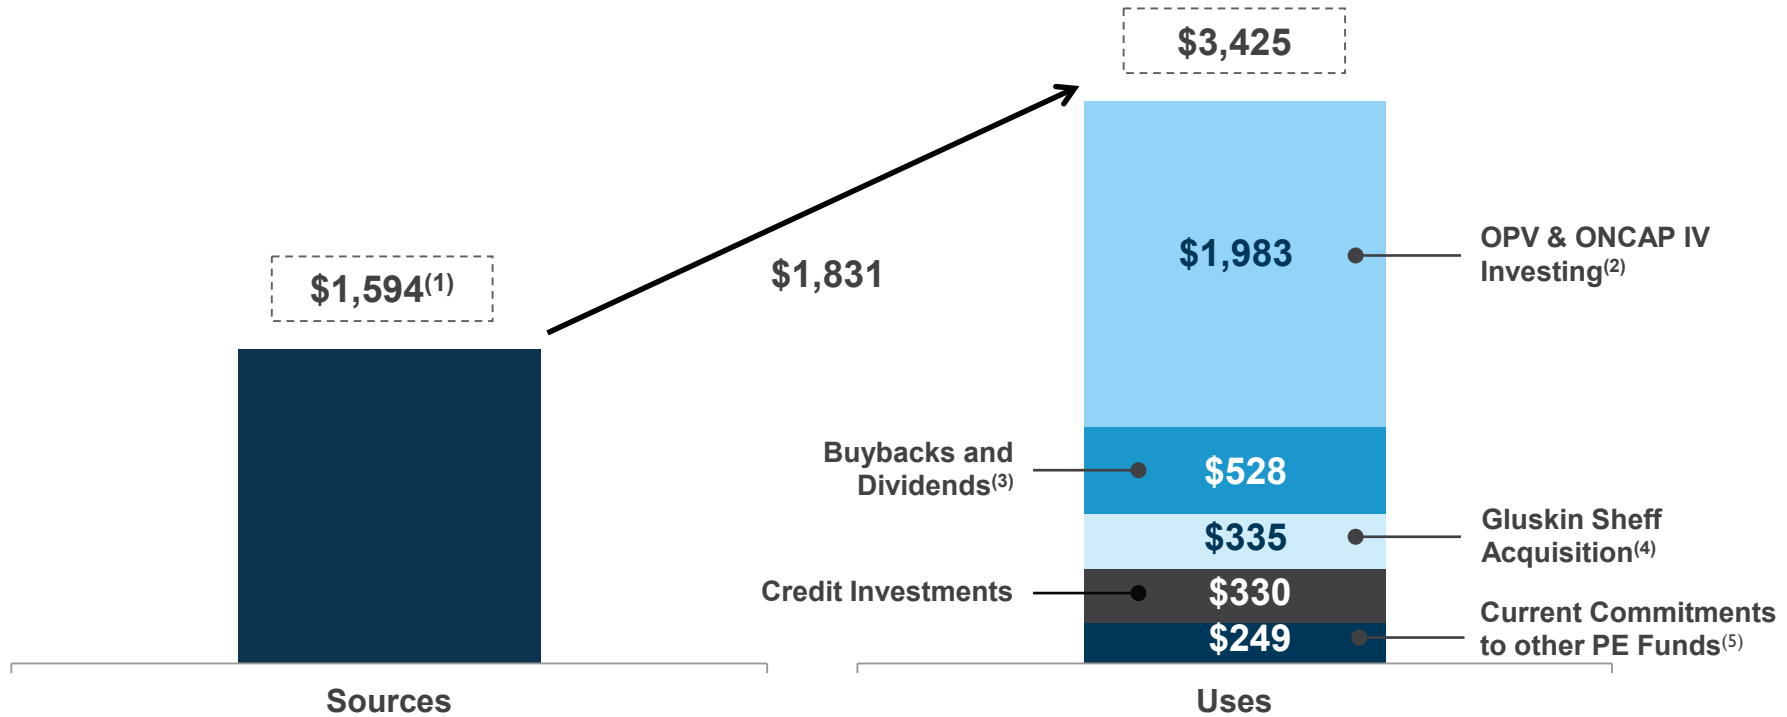 $3,425
$1,594(1)
$1,831
$1,983
OPV & ONCAP IV
Investing(2)
Buybacks and
Dividends(3)
$528
Gluskin Sheff
Acquisition(4)
$335
Credit Investments
$330
Current Commitments
to other PE Funds(5)
$249
Sources
Uses